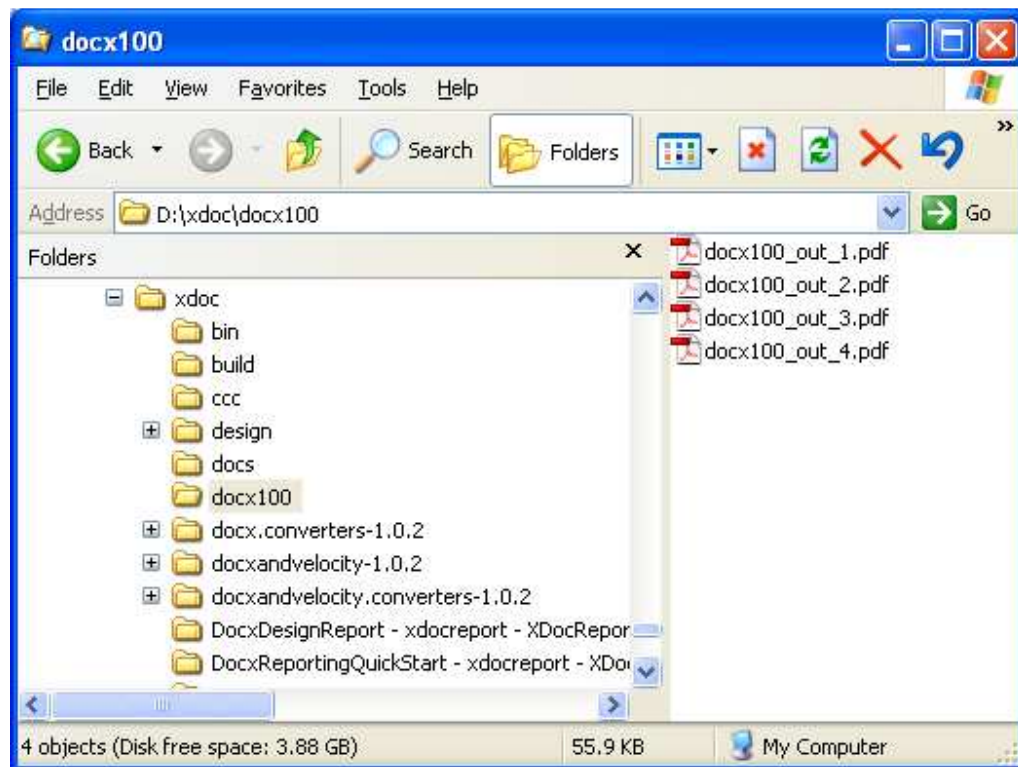 docx100
File Edit View Favorites Tools Help
Back Search Folders »
Address D:\xdoc\docx100 Go
Folders
xdoc
bin
build
ccc
design
docs
docx100
docx.converters-1.0.2
docxandvelocity-1.0.2
docxandvelocity.converters-1.0.2
DocxDesignReport - xdocreport - XDocRepor
DocxReportingQuickStart - xdocreport - XDo
docx100_out_1.pdf
docx100_out_2.pdf
docx100_out_3.pdf
docx100_out_4.pdf
4 objects (Disk free space: 3.88 GB) 55.9 KB My Computer